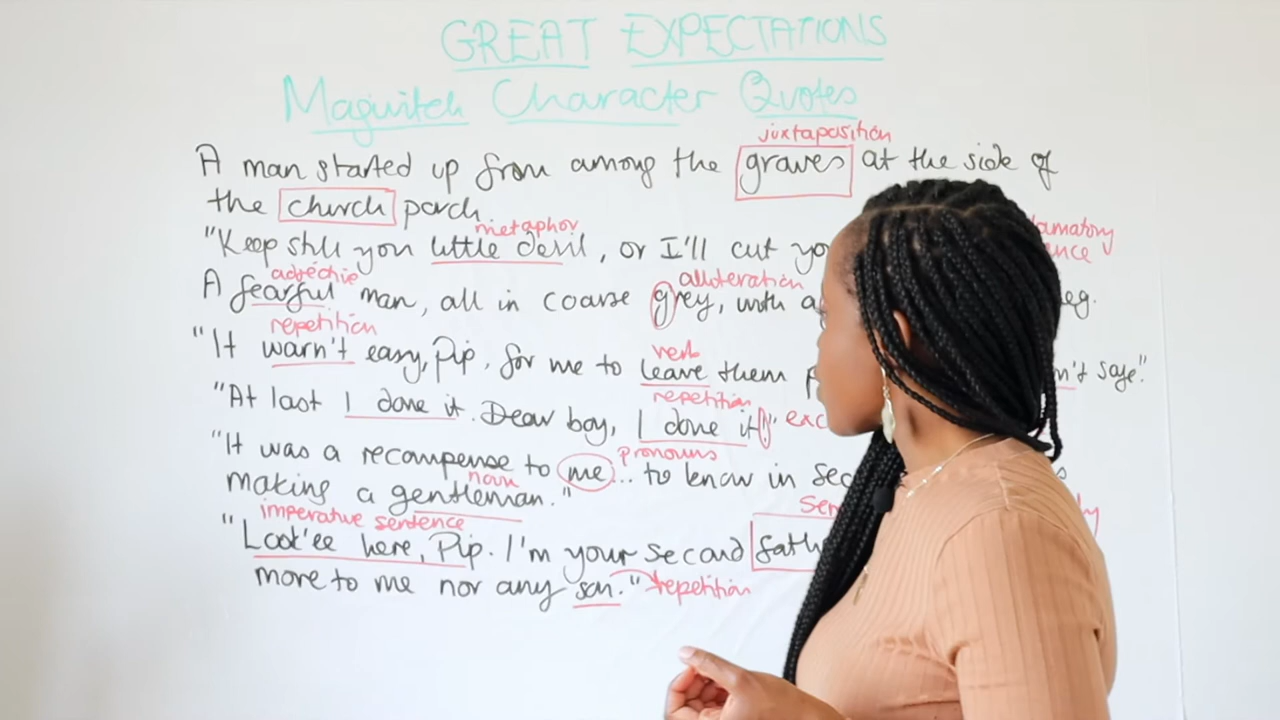 GREAT EXPECTATIONS
Magwitch Character Quotes
juxtaposition
A man started up from among the graves at the side of
the church porch.
metaphor
"Keep still you little devil, or I'll cut
adjective
alliteration
A fearful man, all in coarse grey, with a
repetition
verb
"It warn't easy, Pip, for me to leave them saye."
repetition
"At last I done it. Dear boy, I done it!"
pronouns
"It was a recompense to me... to know in
noun
making a gentleman."
imperative sentence
"Look'ee here, Pip. I'm your second
more to me nor any son." repetition